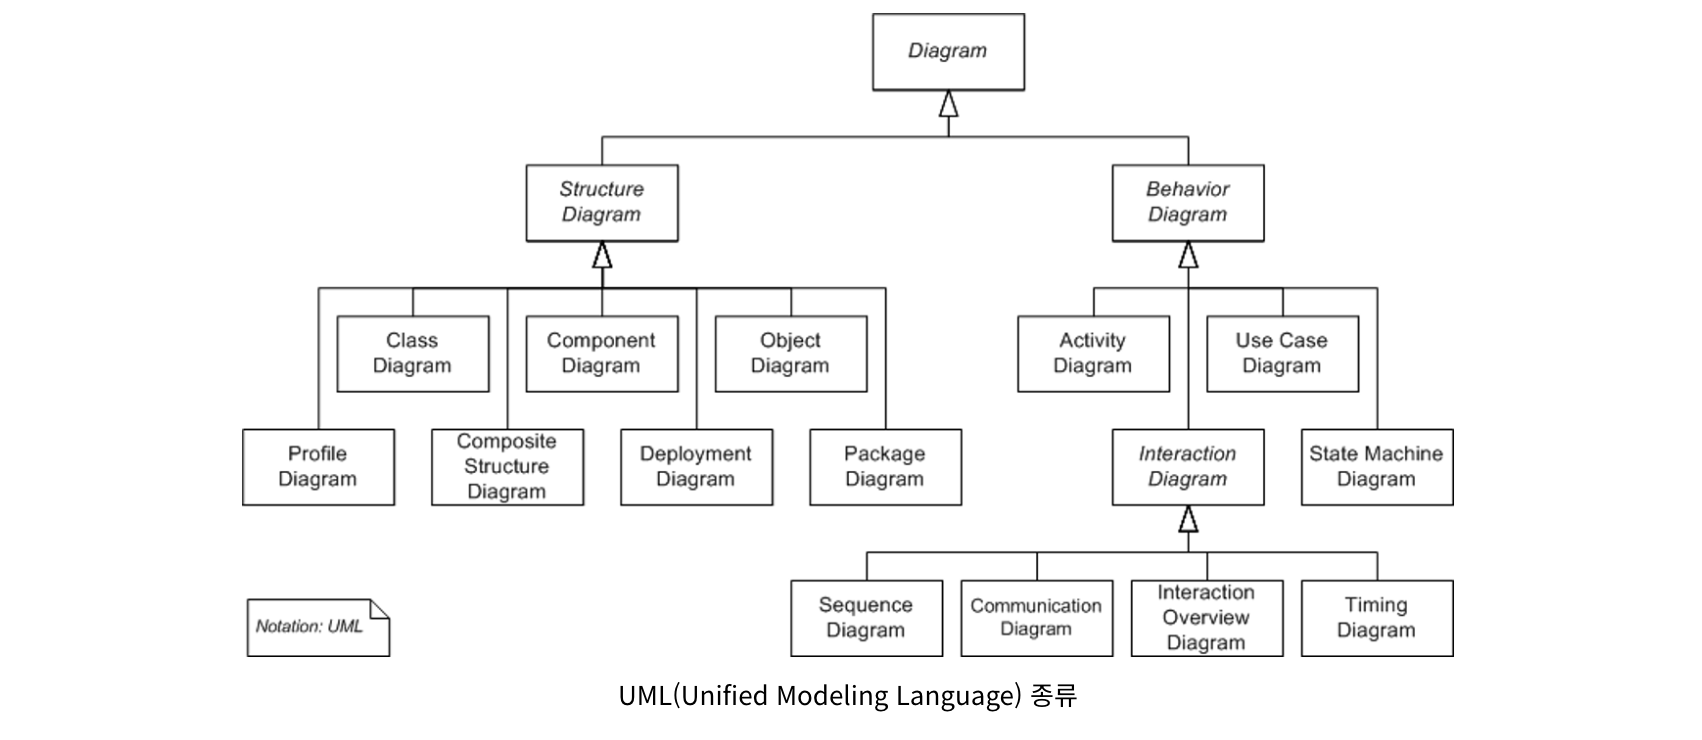 Diagram
Structure
Diagram
Behavior
Diagram
Class
Diagram
Component
Diagram
Object
Diagram
Activity
Diagram
Use Case
Diagram
Profile
Diagram
Composite
Structure
Diagram
Deployment
Diagram
Package
Diagram
Interaction
Diagram
State Machine
Diagram
Sequence
Diagram
Communication
Diagram
Interaction
Overview
Diagram
Timing
Diagram
Notation: UML
UML(Unified Modeling Language) 종류